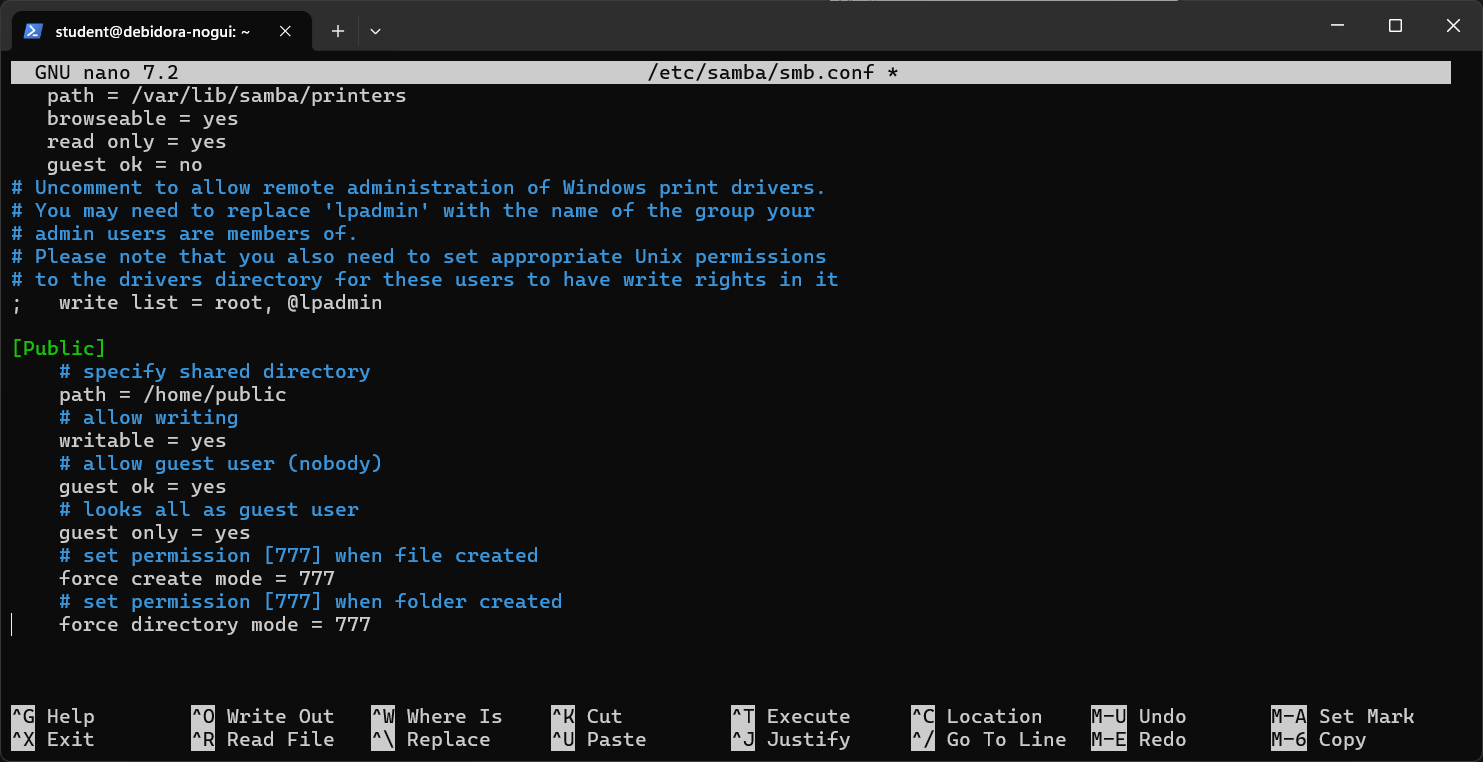 student@debidora-nogui: ~
GNU nano 7.2 /etc/samba/smb.conf *
path = /var/lib/samba/printers
browseable = yes
read only = yes
guest ok = no
# Uncomment to allow remote administration of Windows print drivers.
# You may need to replace 'lpadmin' with the name of the group your
# admin users are members of.
# Please note that you also need to set appropriate Unix permissions
# to the drivers directory for these users to have write rights in it
;   write list = root, @lpadmin
[Public]
# specify shared directory
path = /home/public
# allow writing
writable = yes
# allow guest user (nobody)
guest ok = yes
# looks all as guest user
guest only = yes
# set permission [777] when file created
force create mode = 777
# set permission [777] when folder created
force directory mode = 777
^G Help ^O Write Out ^W Where Is ^K Cut ^T Execute ^C Location M-U Undo M-A Set Mark
^X Exit ^R Read File ^\ Replace ^U Paste ^J Justify ^/ Go To Line M-E Redo M-6 Copy